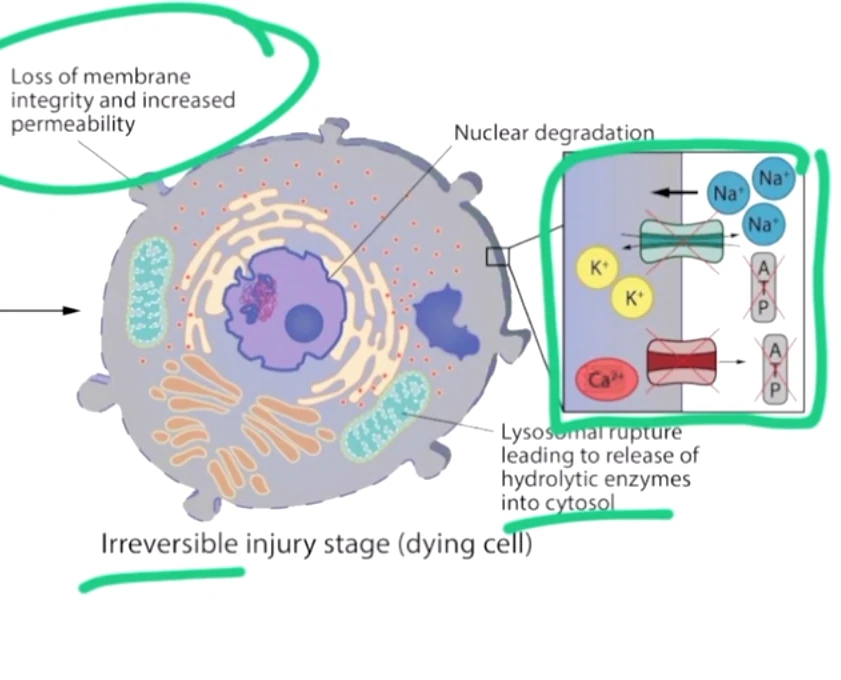 Loss of membrane
integrity and increased
permeability
Nuclear degradation
Na⁺
Na⁺
Na⁺
K⁺
K⁺
A
T
P
Ca²⁺
A
T
P
Lysosomal rupture
leading to release of
hydrolytic enzymes
into cytosol
Irreversible injury stage (dying cell)